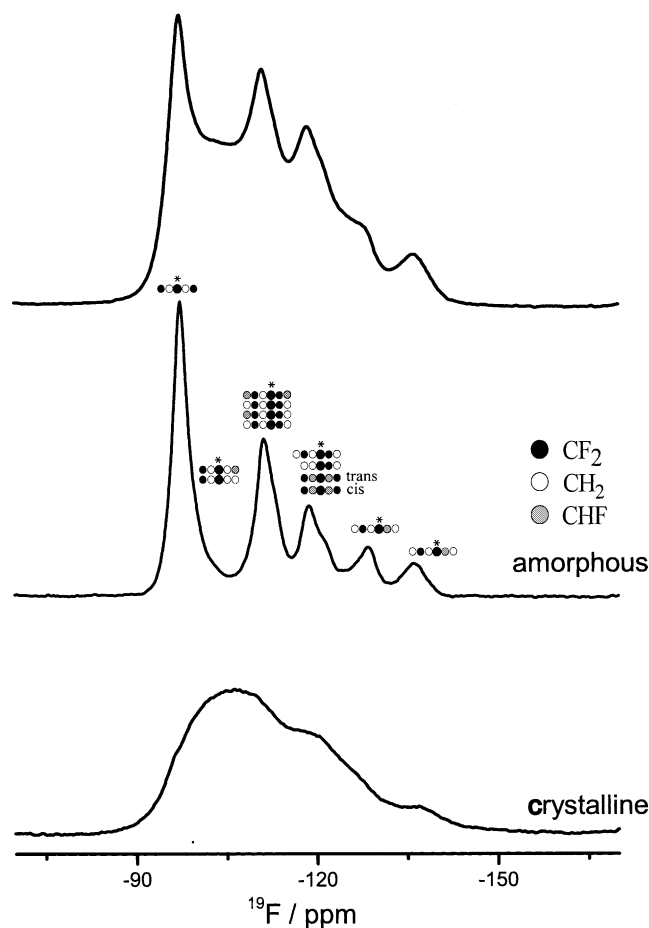 *
*
*
*
*
*
trans
cis
CF₂
CH₂
CHF
amorphous
crystalline
-90
-120
-150
¹⁹F / ppm